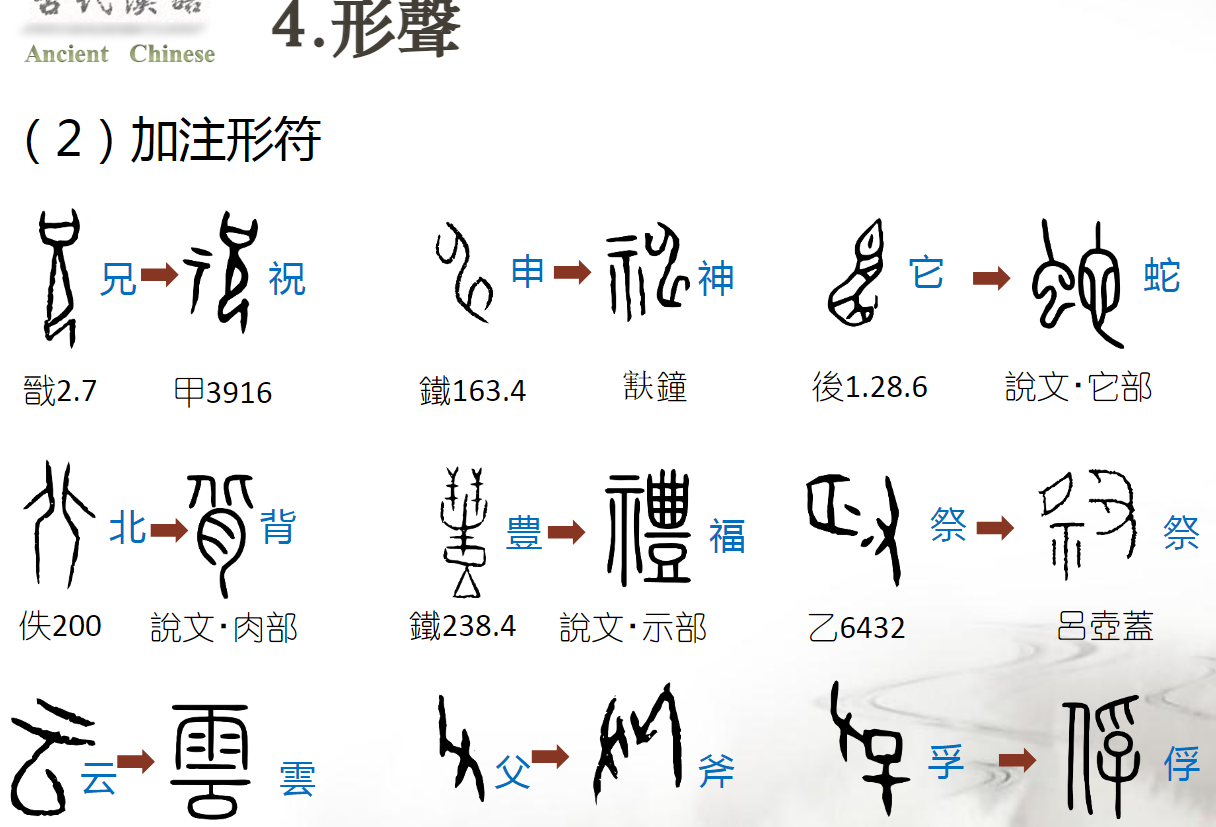 古代漢語
Ancient Chinese
4.形聲
（2）加注形符
兄 祝 申 神 它 蛇
戩2.7 甲3916 鐵163.4 㝬鐘 後1.28.6 說文·它部
北 背 豊 福 祭 祭
佚200 說文·肉部 鐵238.4 說文·示部 乙6432 呂壺蓋
云 雲 父 斧 孚 俘